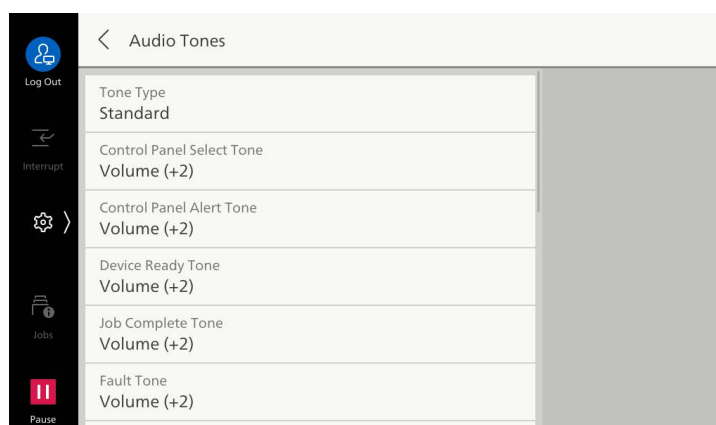 Audio Tones
Log Out
Interrupt
Jobs
Pause
Tone Type
Standard
Control Panel Select Tone
Volume (+2)
Control Panel Alert Tone
Volume (+2)
Device Ready Tone
Volume (+2)
Job Complete Tone
Volume (+2)
Fault Tone
Volume (+2)